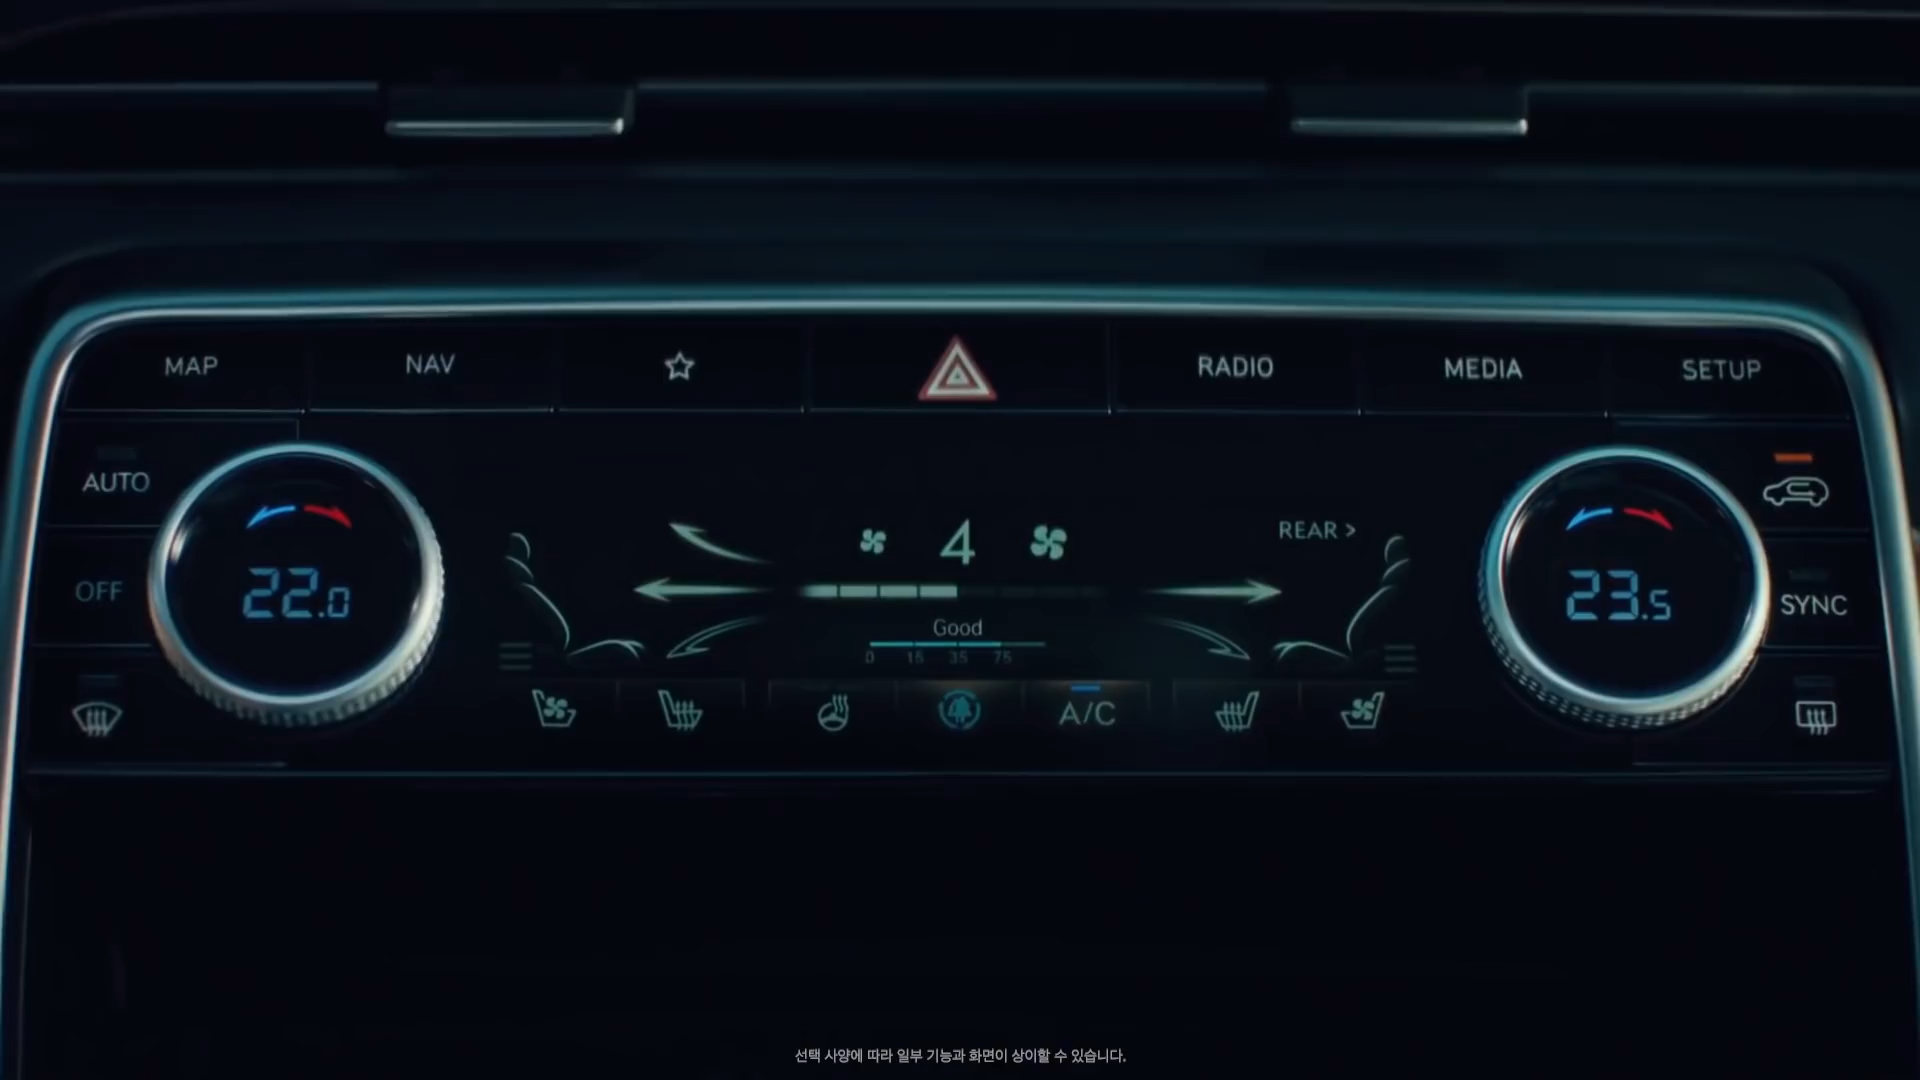 MAP NAV RADIO MEDIA SETUP
AUTO
4
REAR >
OFF
22.0
23.5
SYNC
Good
0 15 35 75
A/C
선택 사양에 따라 일부 기능과 화면이 상이할 수 있습니다.